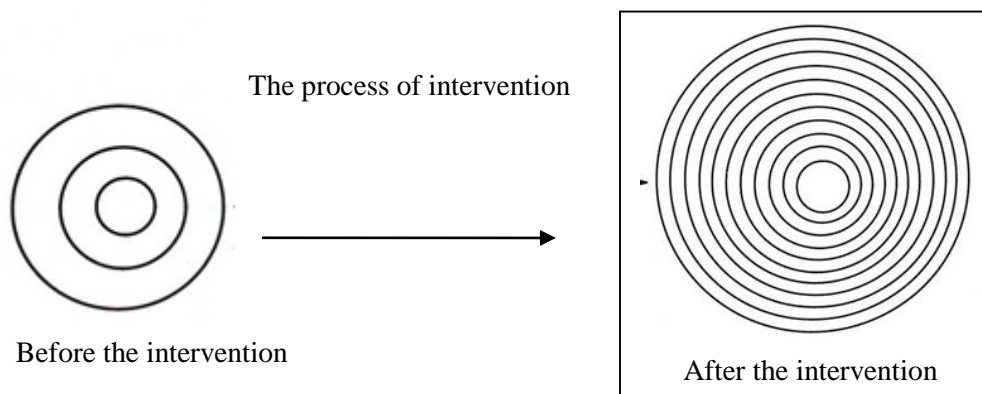 The process of intervention
Before the intervention
After the intervention